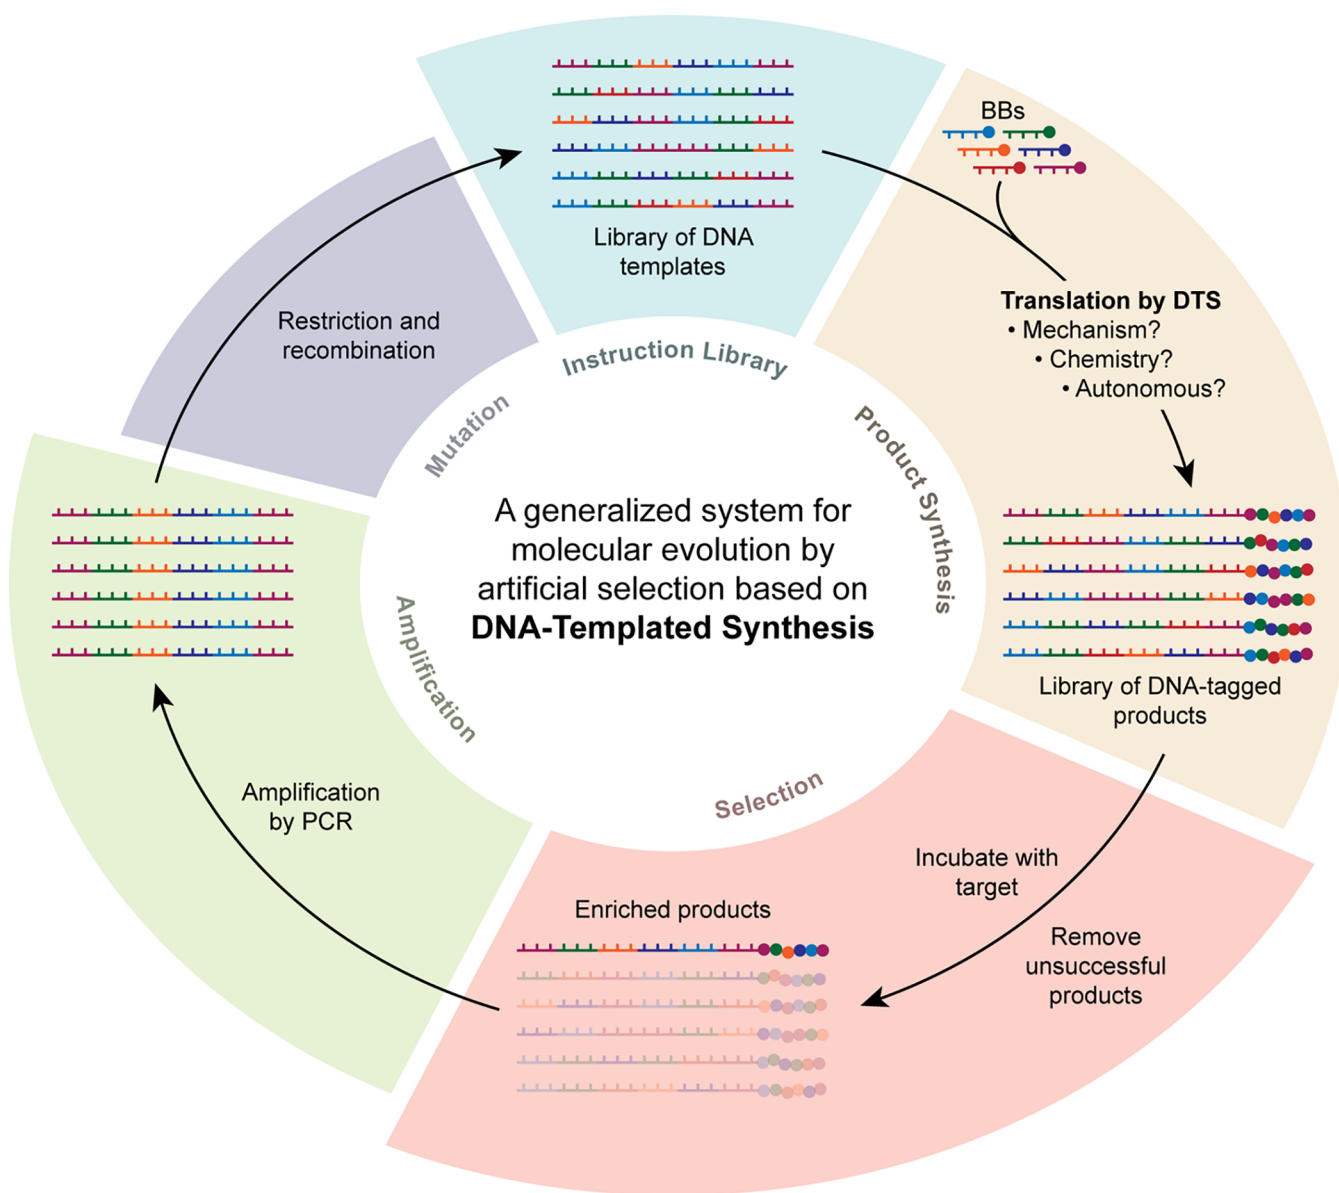 Library of DNA
templates
Instruction Library
BBs
Translation by DTS
• Mechanism?
• Chemistry?
• Autonomous?
Product Synthesis
Library of DNA-tagged
products
Incubate with
target
Remove
unsuccessful
products
Selection
Enriched products
Amplification
by PCR
Amplification
Restriction and
recombination
Mutation
A generalized system for
molecular evolution by
artificial selection based on
DNA-Templated Synthesis